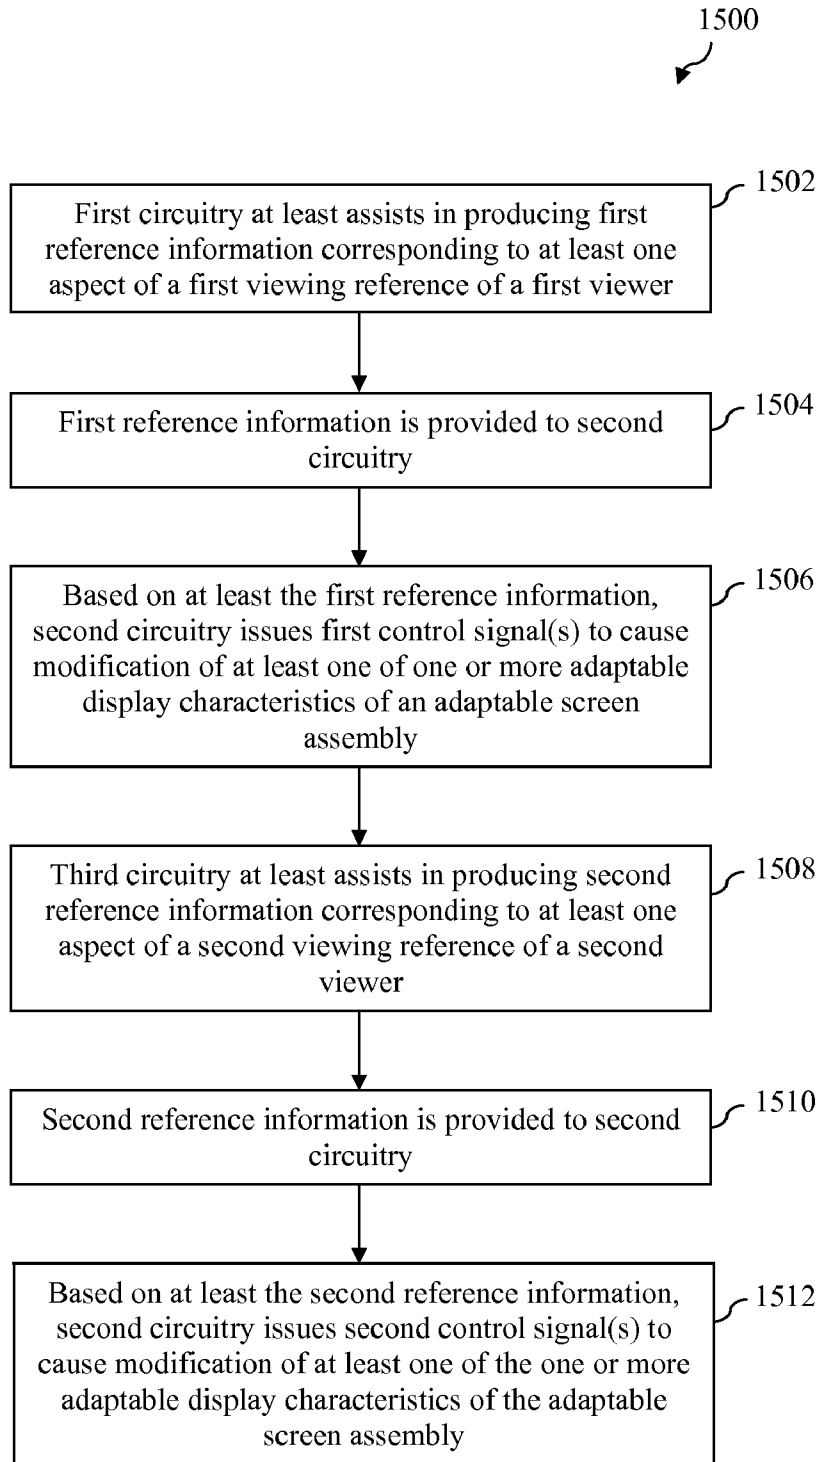 1500
1502
First circuitry at least assists in producing first
reference information corresponding to at least one
aspect of a first viewing reference of a first viewer
1504
First reference information is provided to second
circuitry
1506
Based on at least the first reference information,
second circuitry issues first control signal(s) to cause
modification of at least one of one or more adaptable
display characteristics of an adaptable screen
assembly
1508
Third circuitry at least assists in producing second
reference information corresponding to at least one
aspect of a second viewing reference of a second
viewer
1510
Second reference information is provided to second
circuitry
1512
Based on at least the second reference information,
second circuitry issues second control signal(s) to
cause modification of at least one of the one or more
adaptable display characteristics of the adaptable
screen assembly